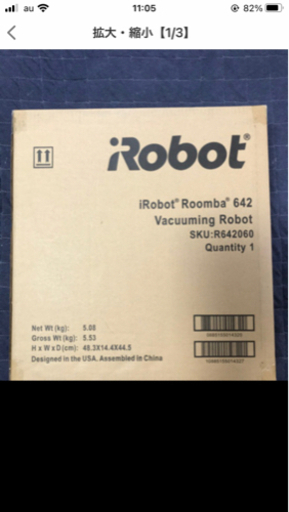 au 11:05 82%
拡大・縮小【1/3】
iRobot®
iRobot® Roomba® 642
Vacuuming Robot
SKU:R642060
Quantity 1
Net Wt (kg): 5.08
Gross Wt (kg): 5.53
H x W x D (cm): 48.3X14.4X44.5
Designed in the USA. Assembled in China